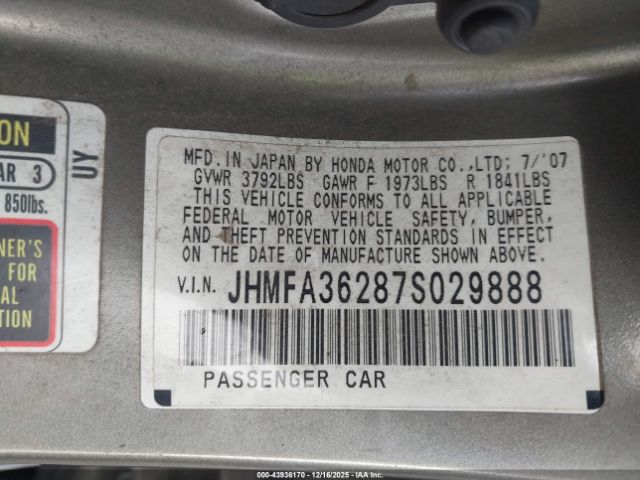 ON
AR 3
850lbs.
UY
NER'S
FOR
AL
TION
MFD. IN JAPAN BY HONDA MOTOR CO.,LTD; 7/'07
GVWR 3792LBS GAWR F 1973LBS R 1841LBS
THIS VEHICLE CONFORMS TO ALL APPLICABLE
FEDERAL MOTOR VEHICLE SAFETY, BUMPER,
AND THEFT PREVENTION STANDARDS IN EFFECT
ON THE DATE OF MANUFACTURE SHOWN ABOVE.
V.I.N. JHMFA36287S029888
PASSENGER CAR
© IAA
000-43936170 - 12/16/2025 - IAAI.COM